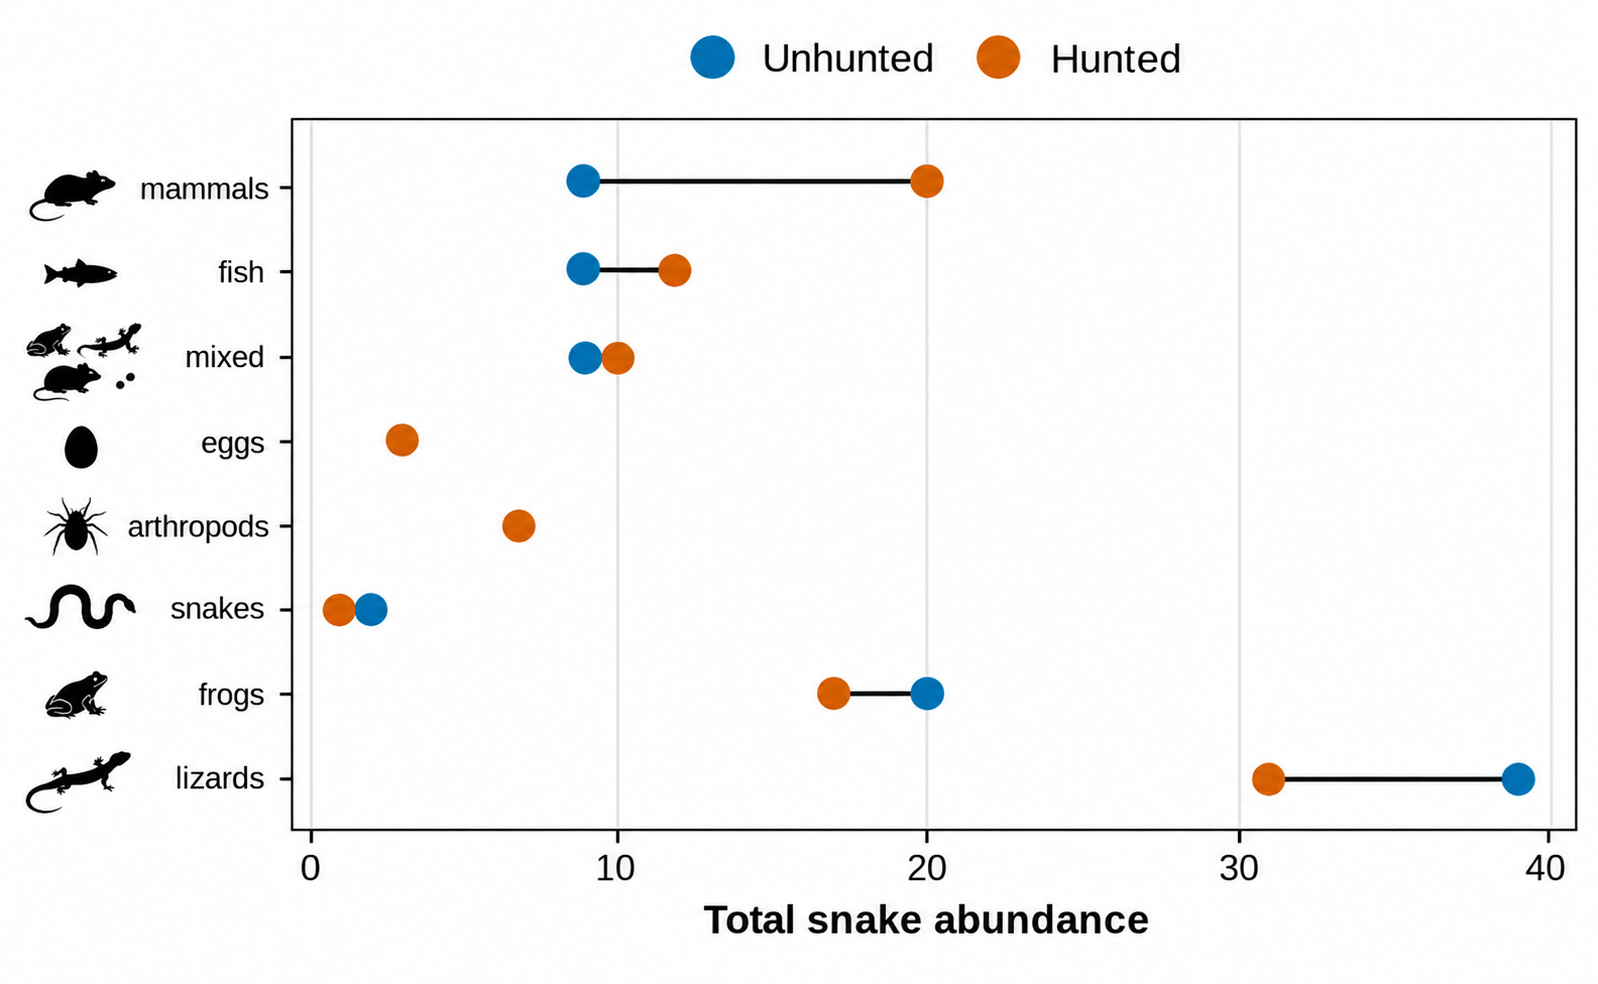 Unhunted Hunted
mammals
fish
mixed
eggs
arthropods
snakes
frogs
lizards
0 10 20 30 40
Total snake abundance